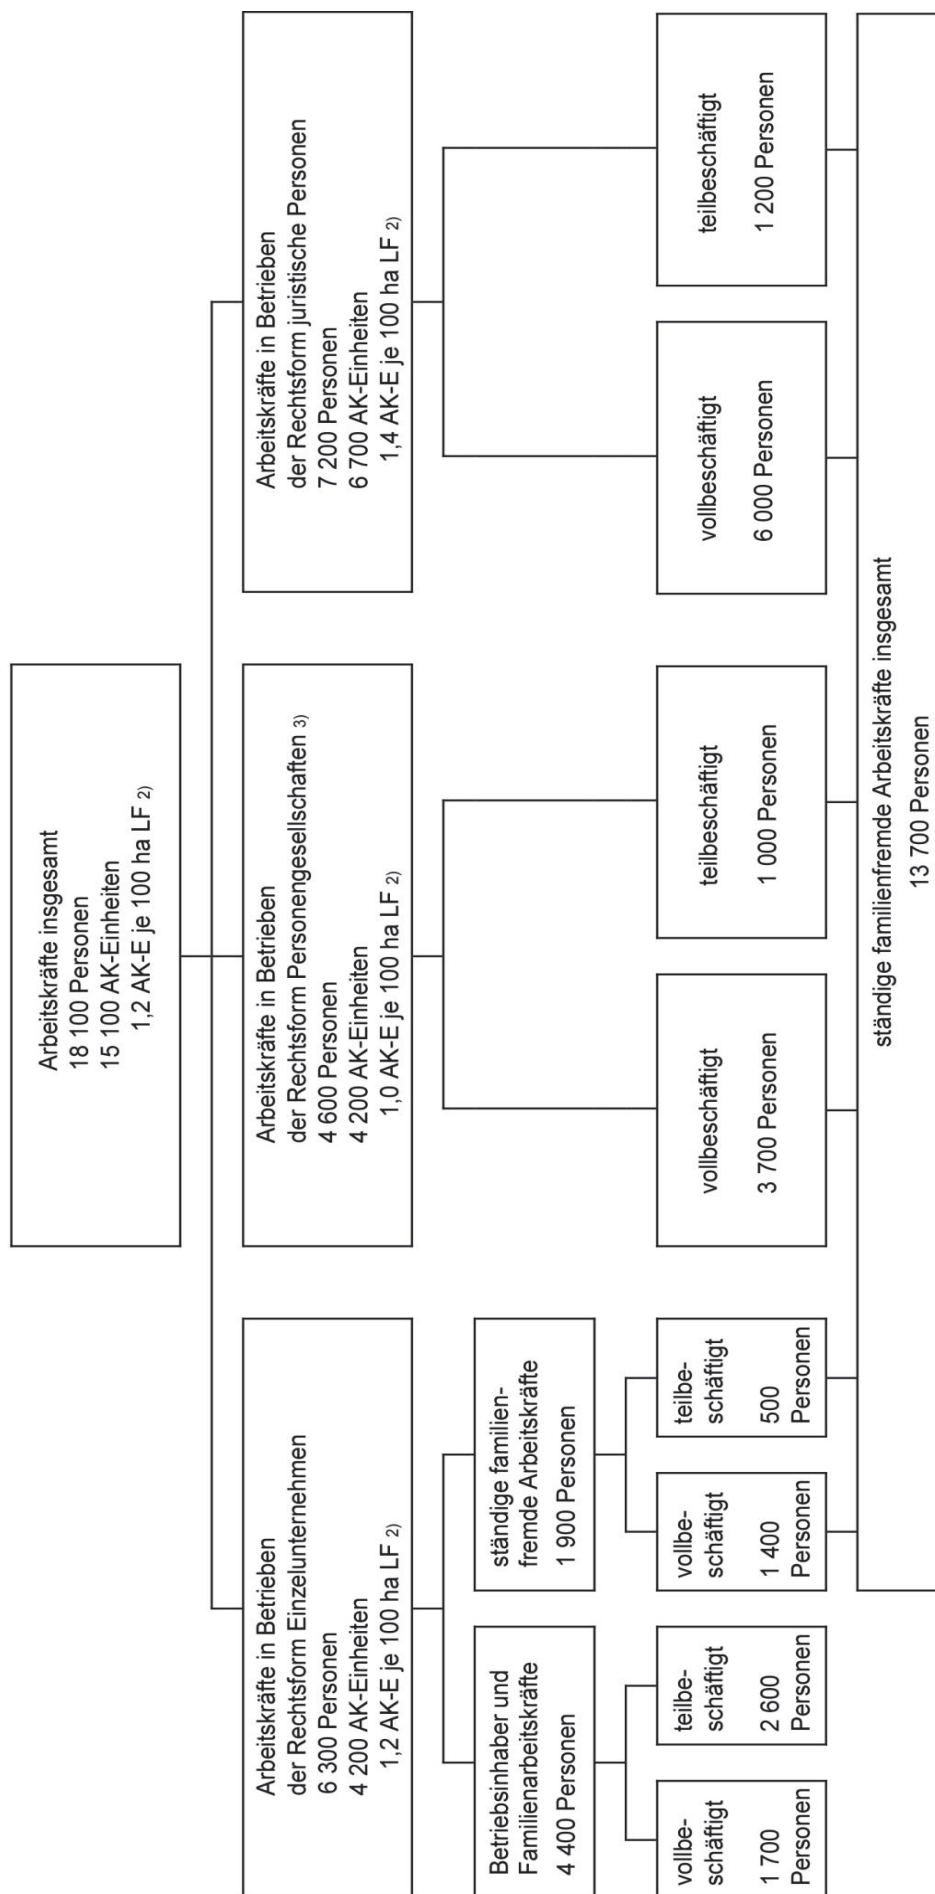 Arbeitskräfte insgesamt
18 100 Personen
15 100 AK-Einheiten
1,2 AK-E je 100 ha LF 2)
Arbeitskräfte in Betrieben
der Rechtsform Einzelunternehmen
6 300 Personen
4 200 AK-Einheiten
1,2 AK-E je 100 ha LF 2)
Arbeitskräfte in Betrieben
der Rechtsform Personengesellschaften 3)
4 600 Personen
4 200 AK-Einheiten
1,0 AK-E je 100 ha LF 2)
Arbeitskräfte in Betrieben
der Rechtsform juristische Personen
7 200 Personen
6 700 AK-Einheiten
1,4 AK-E je 100 ha LF 2)
Betriebsinhaber und
Familienarbeitskräfte
4 400 Personen
ständige familien-
fremde Arbeitskräfte
1 900 Personen
vollbe-
schäftigt
1 700
Personen
teilbe-
schäftigt
2 600
Personen
vollbe-
schäftigt
1 400
Personen
teilbe-
schäftigt
500
Personen
vollbeschäftigt
3 700 Personen
teilbeschäftigt
1 000 Personen
vollbeschäftigt
6 000 Personen
teilbeschäftigt
1 200 Personen
ständige familienfremde Arbeitskräfte insgesamt
13 700 Personen